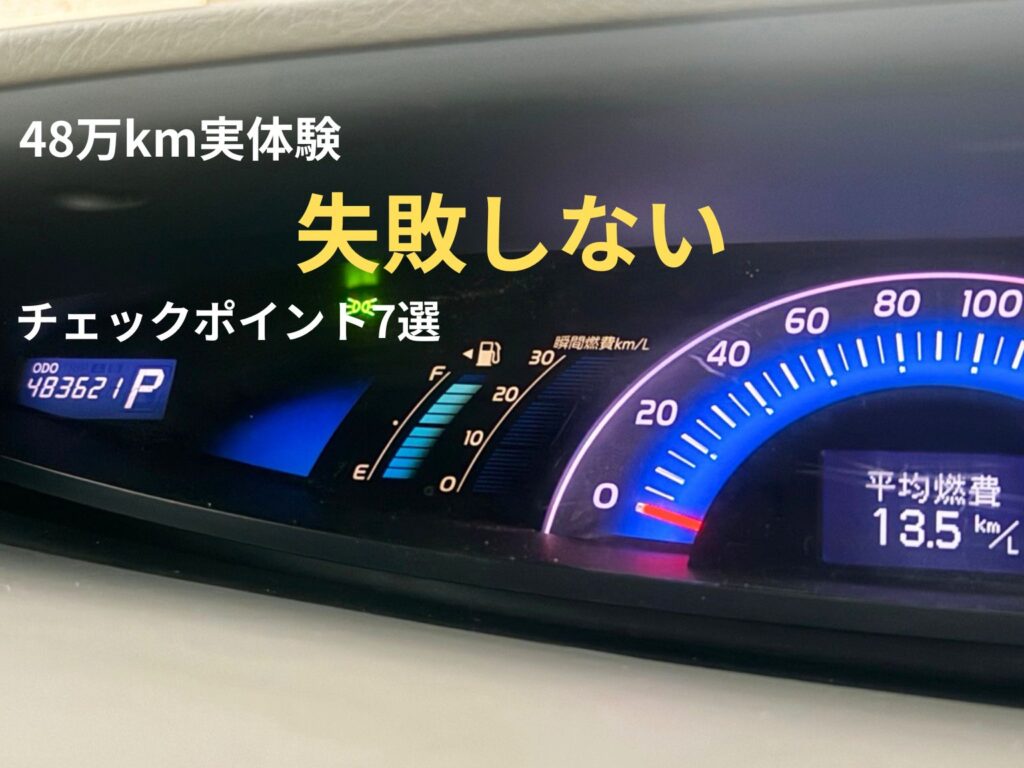 48万km実体験
失敗しない
チェックポイント7選
ODO
483621 P
F
E
瞬間燃費km/L
30
20
10
0
0
20
40
60
80
100
平均燃費
13.5 km/L